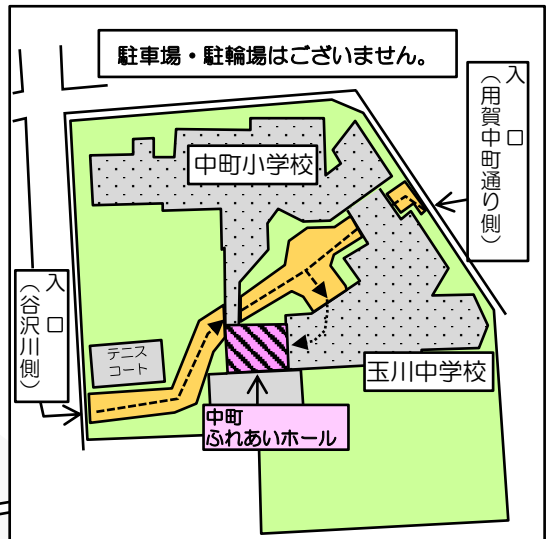 駐車場・駐輪場はございません。
入口
（用賀中町通り側）
中町小学校
入口
（谷沢川側）
テニス
コート
玉川中学校
中町
ふれあいホール